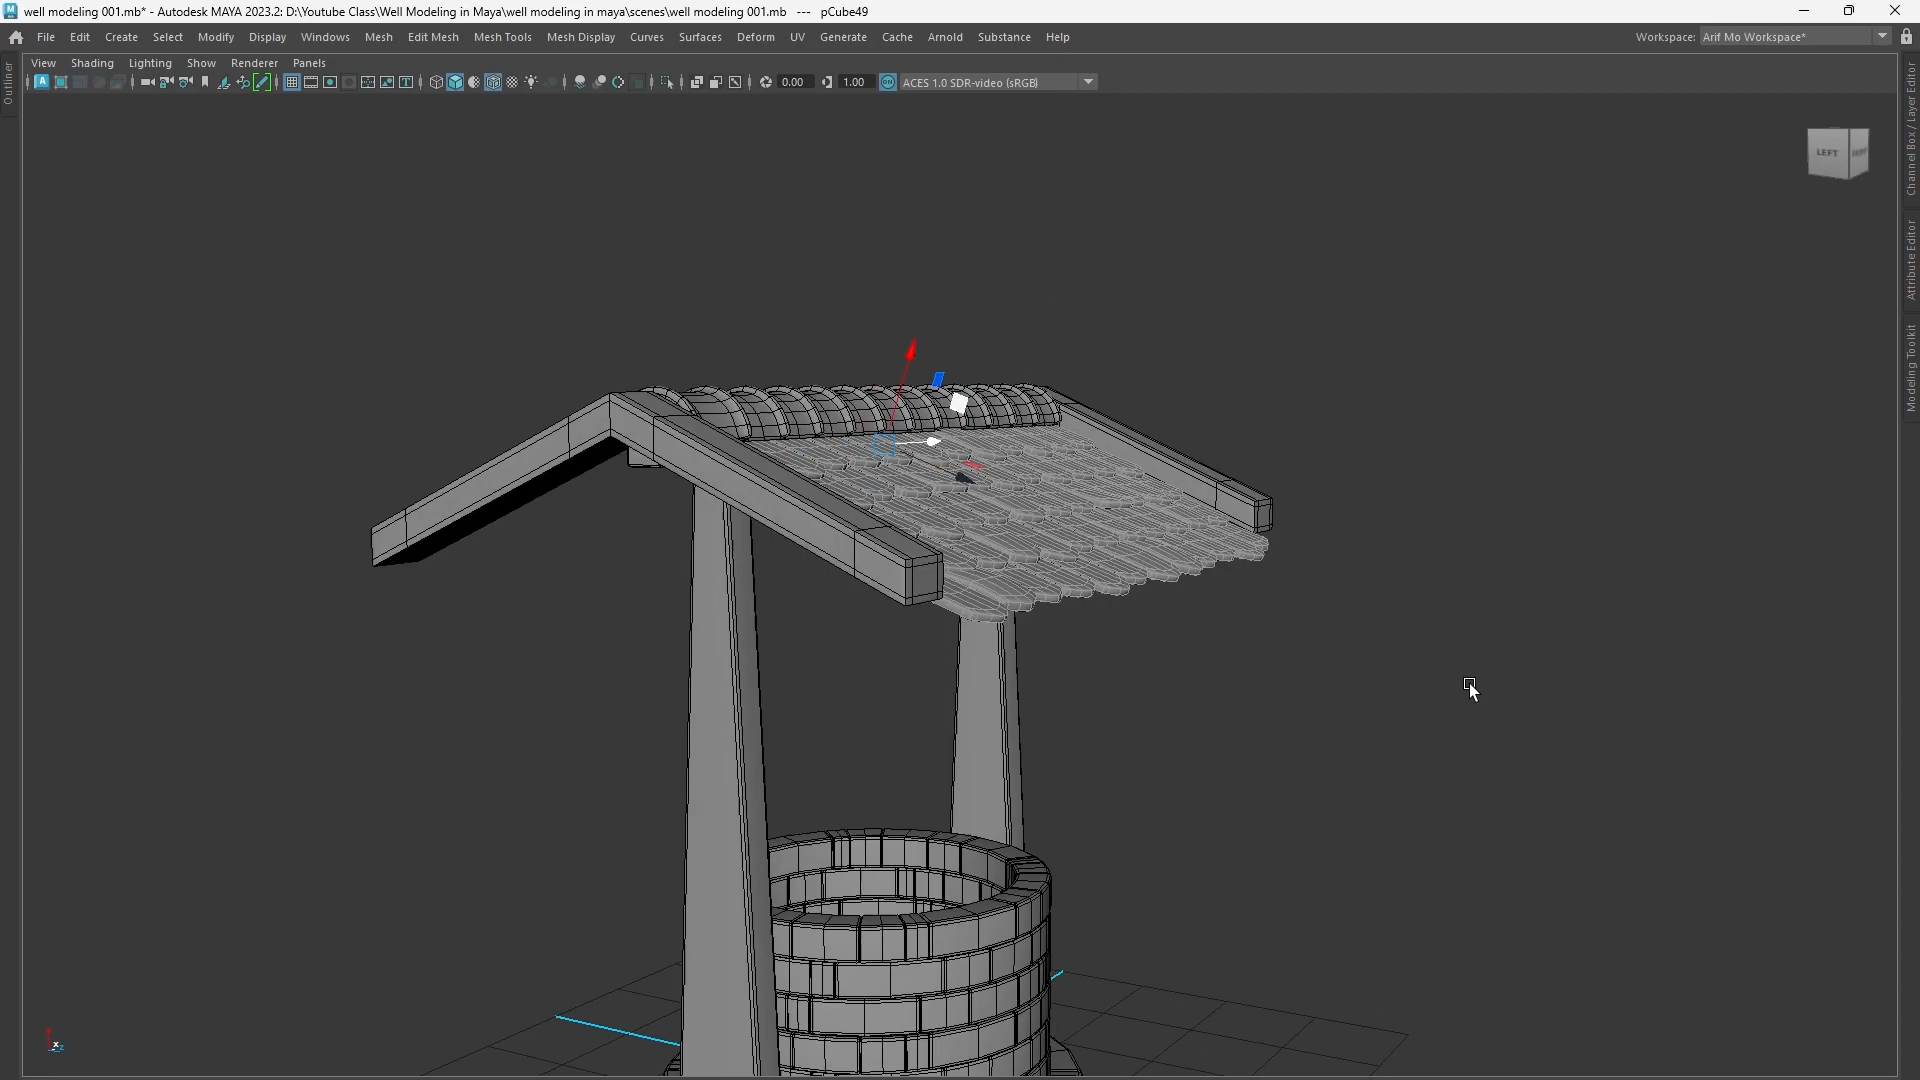 well modeling 001.mb* - Autodesk MAYA 2023.2: D:\Youtube Class\Well Modeling in Maya\well modeling in maya\scenes\well modeling 001.mb --- pCube49
File Edit Create Select Modify Display Windows Mesh Edit Mesh Mesh Tools Mesh Display Curves Surfaces Deform UV Generate Cache Arnold Substance Help
Workspace: Arif Mo Workspace*
View Shading Lighting Show Renderer Panels
0.00 1.00 ON ACES 1.0 SDR-video (sRGB)
Outliner
Channel Box / Layer Editor
Attribute Editor
Modeling Toolkit
LEFT
x
z